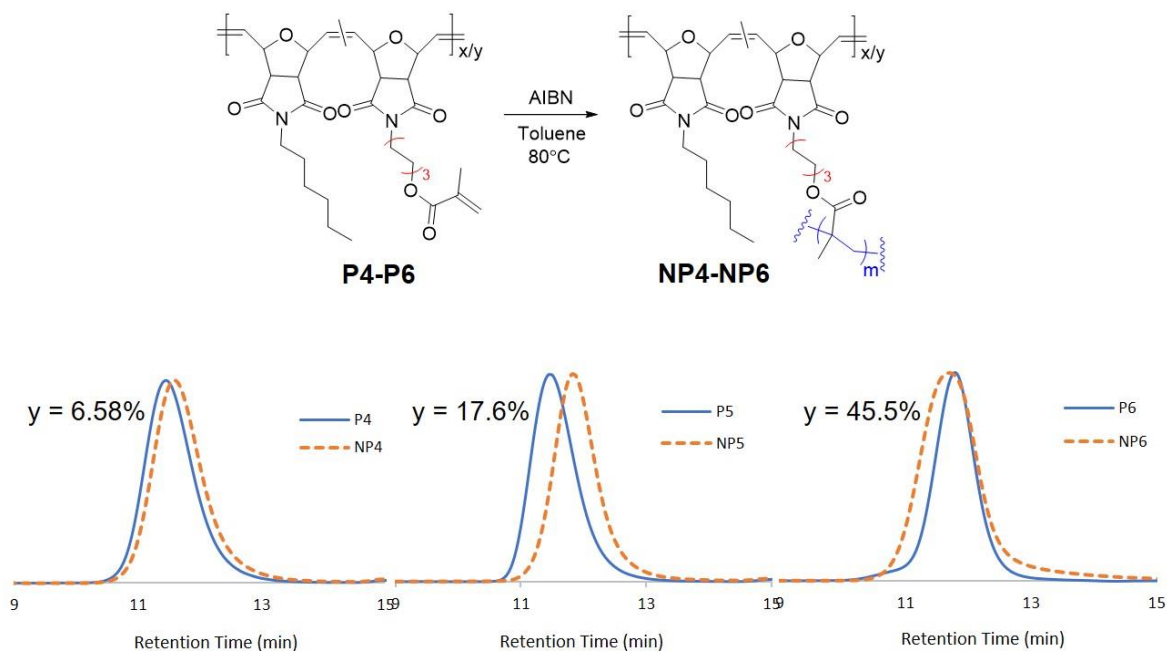 O O x/y
O N O O N O
3
O
O
AIBN
Toluene
80°C
O O x/y
O N O O N O
3
O O
m
P4-P6 NP4-NP6
y = 6.58% P4 NP4
y = 17.6% P5 NP5
y = 45.5% P6 NP6
9 11 13 15
9 11 13 15
9 11 13 15
Retention Time (min) Retention Time (min) Retention Time (min)